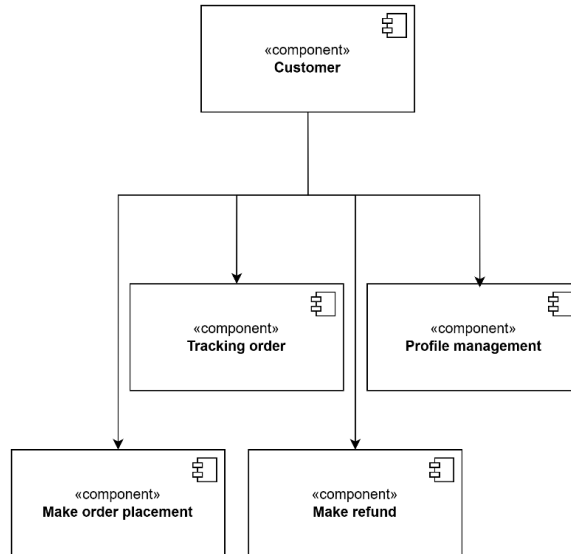 «component»
Customer
«component»
Tracking order
«component»
Profile management
«component»
Make order placement
«component»
Make refund